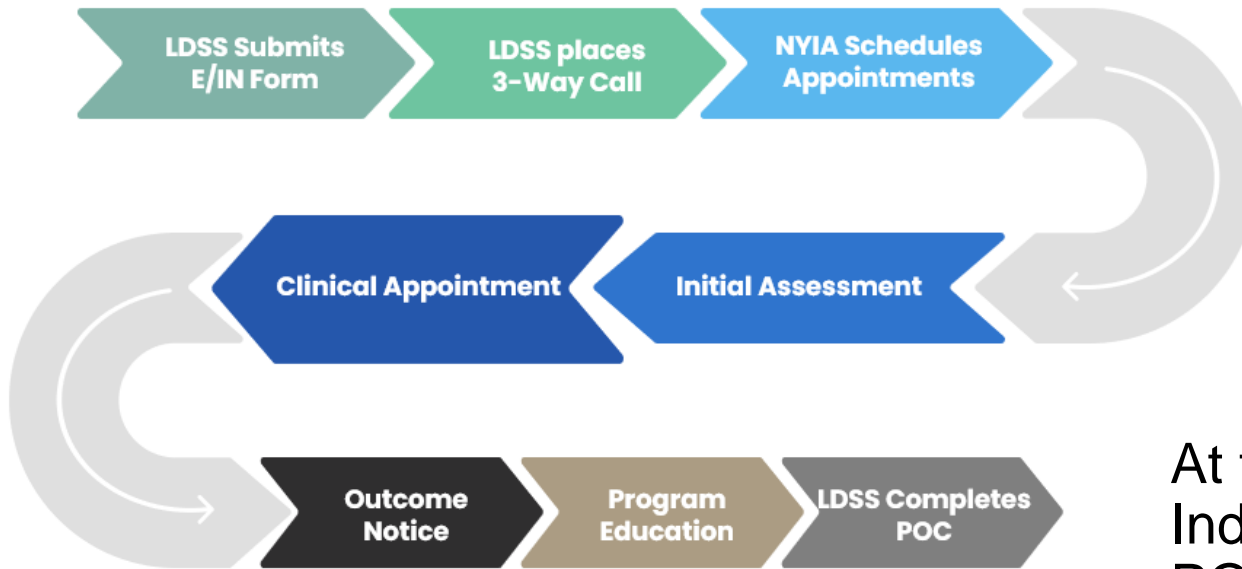 LDSS Submits
E/IN Form
LDSS places
3-Way Call
NYIA Schedules
Appointments
Initial Assessment
Clinical Appointment
Outcome
Notice
Program
Education
LDSS Completes
POC
At
Ind